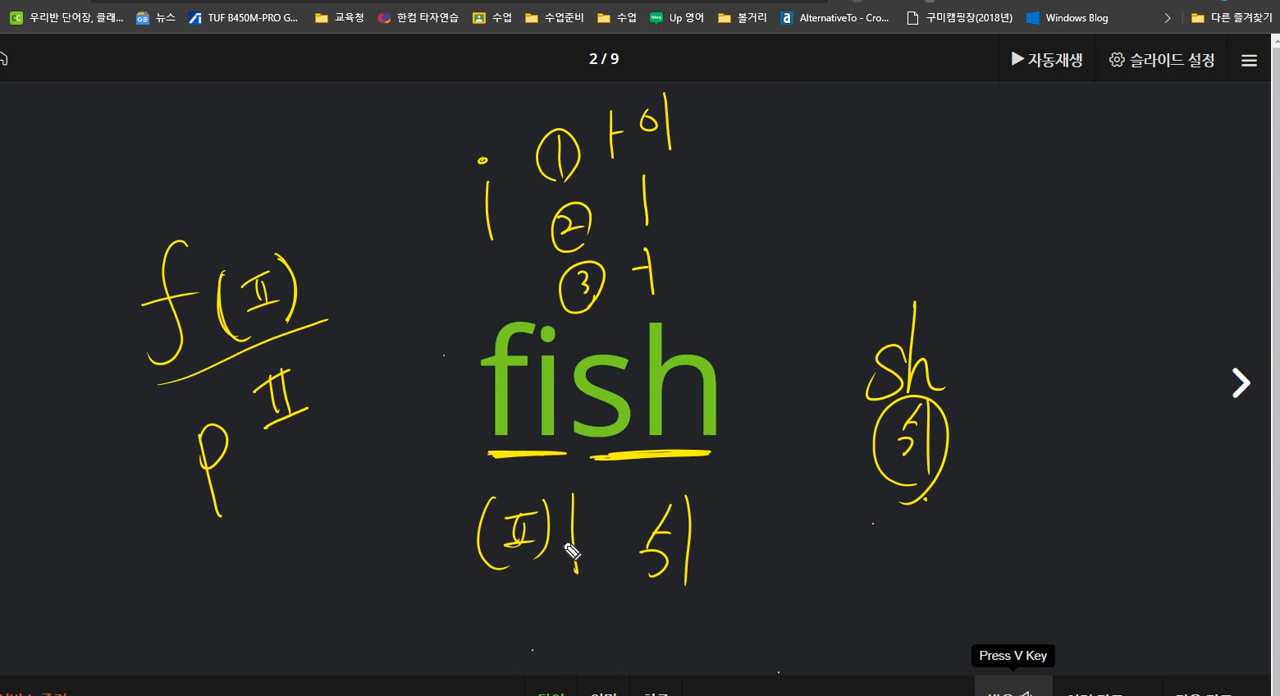 우리반 단어장, 클래... 뉴스 TUF B450M-PRO G... 교육청 한컴 타자연습 수업 수업준비 수업 Up 영어 볼거리 AlternativeTo - Cro... 구미캠핑장(2018년) Windows Blog 다른 즐겨찾기
2 / 9 자동재생 슬라이드 설정
i ① ㅏ이
② ㅣ
③ ㅓ
f (ㅍ)
p ㅍ
fish
sh
쉬
(ㅍ) ㅣ 쉬
Press V Key